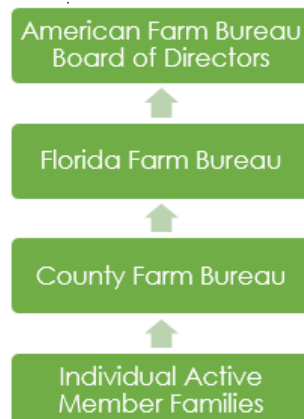 American Farm Bureau
Board of Directors
Florida Farm Bureau
County Farm Bureau
Individual Active
Member Families